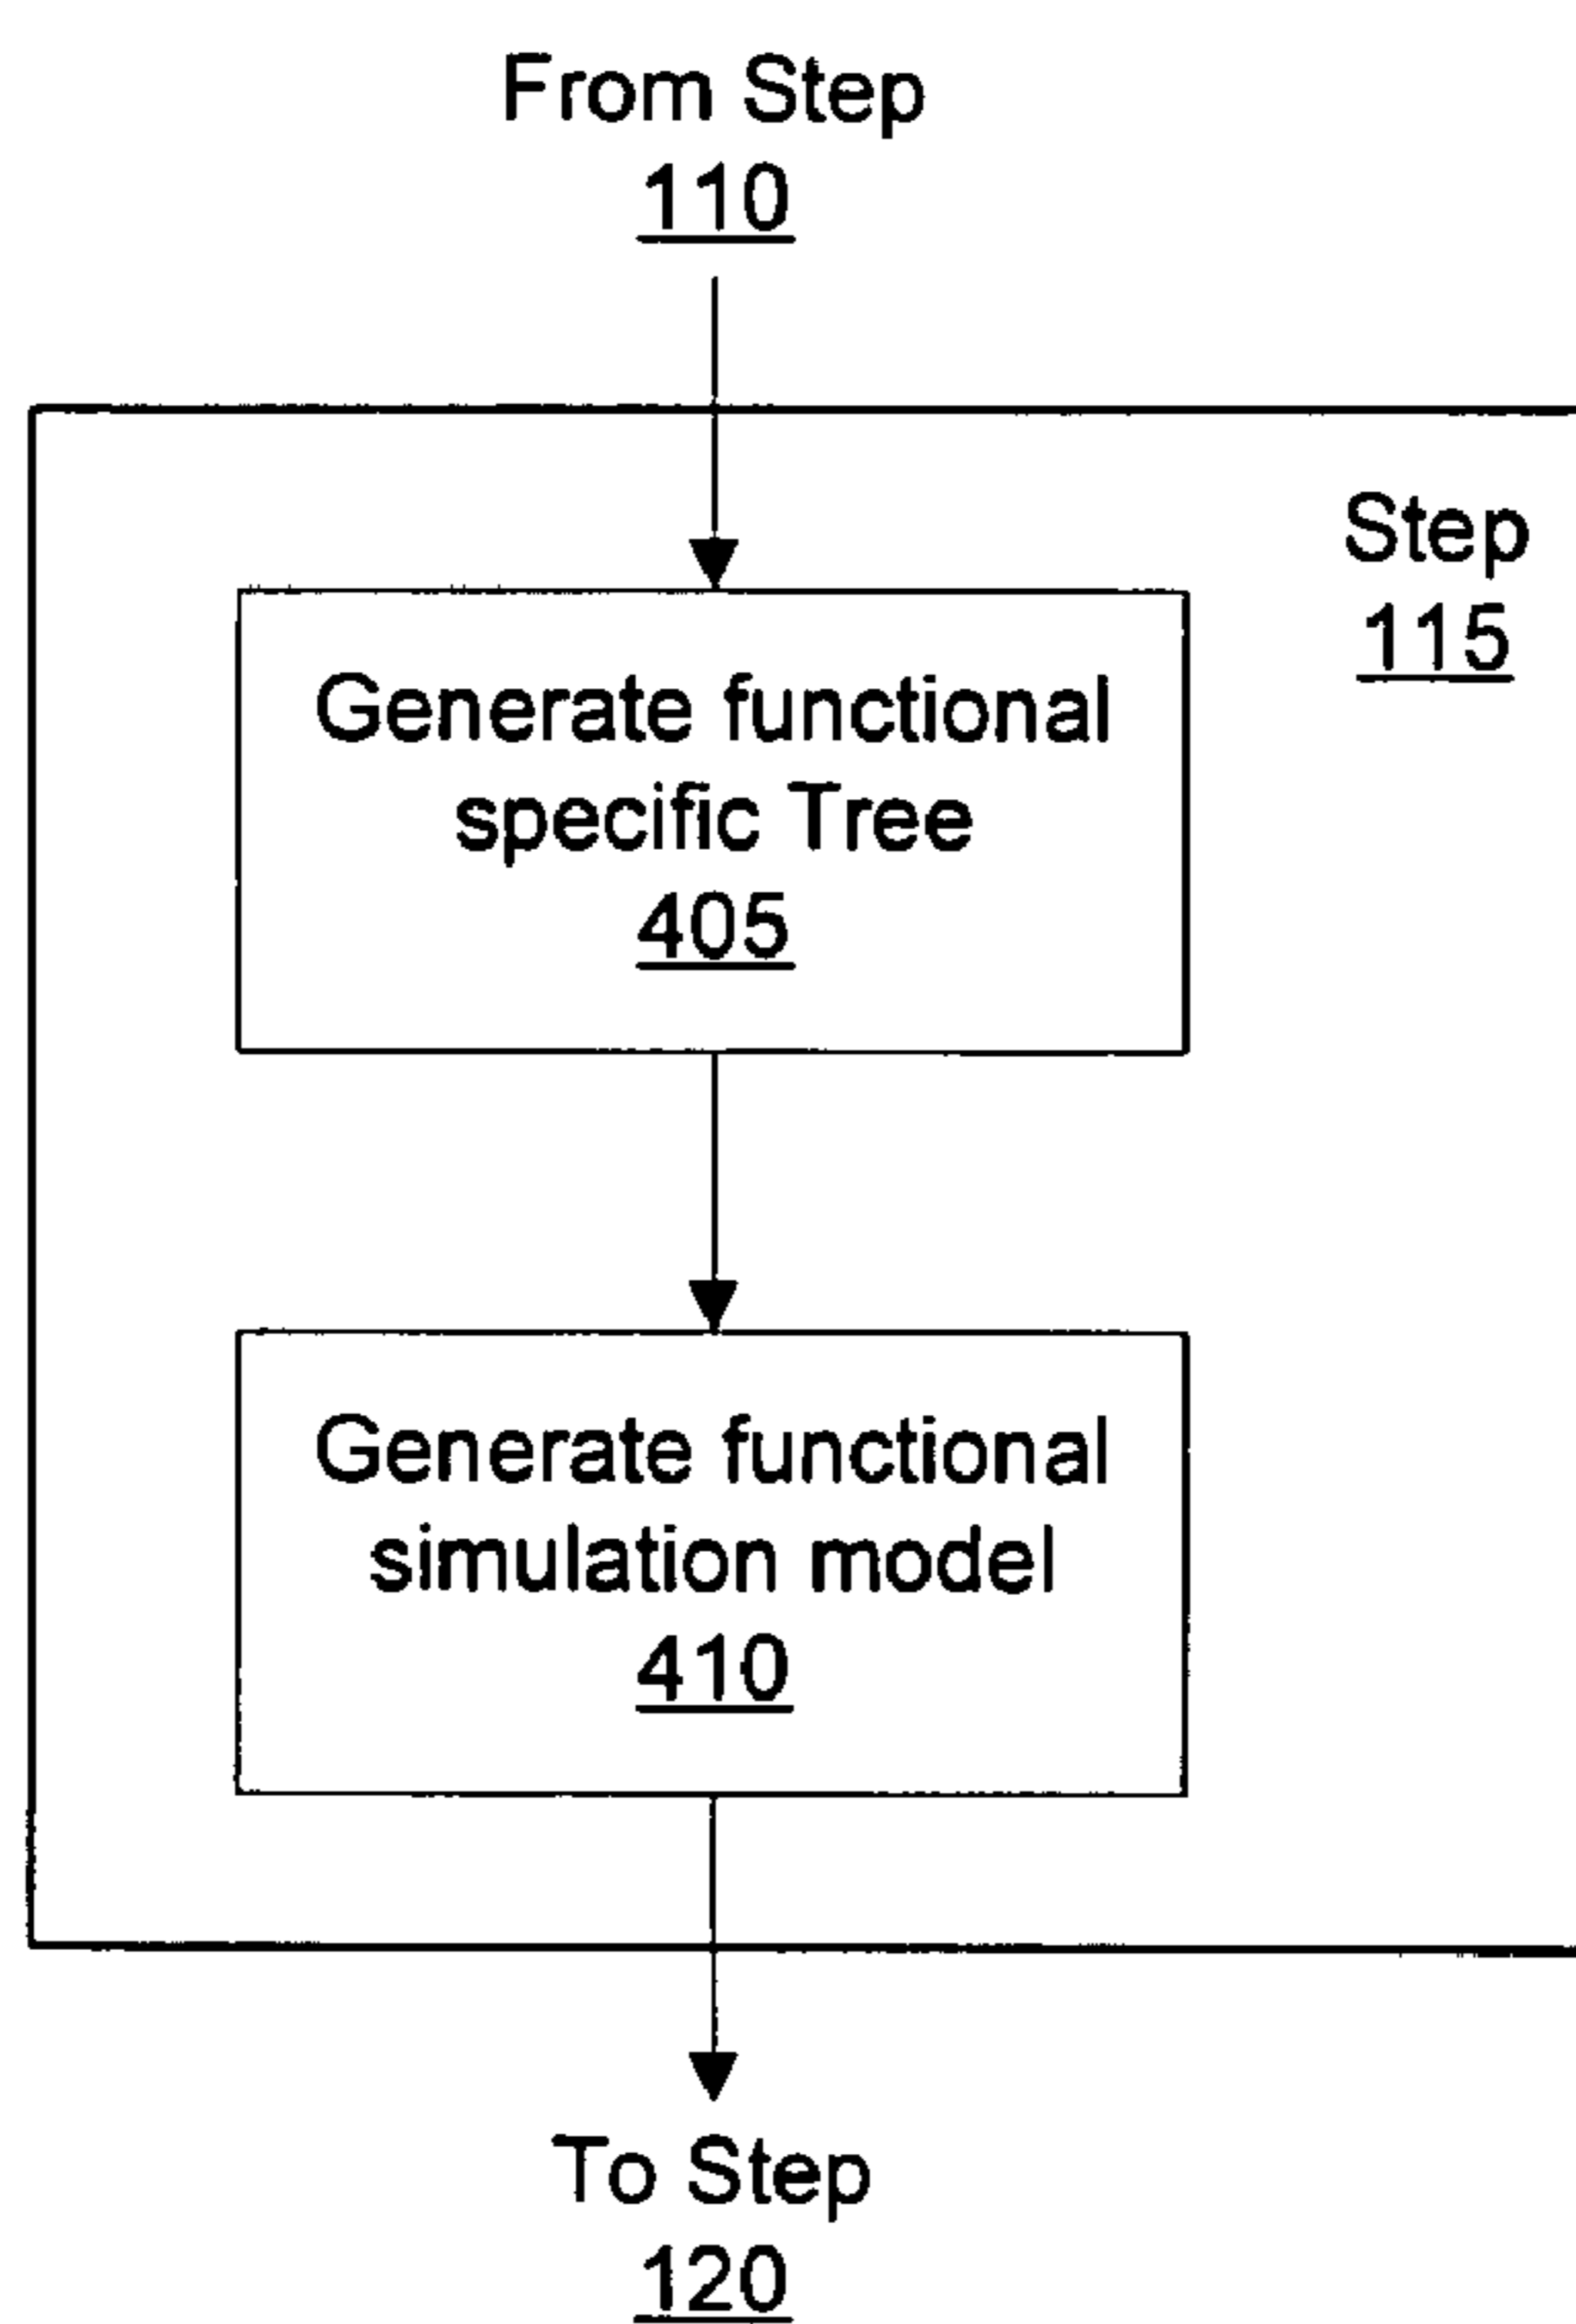 From Step
110
Step
115
Generate functional
specific Tree
405
Generate functional
simulation model
410
To Step
120